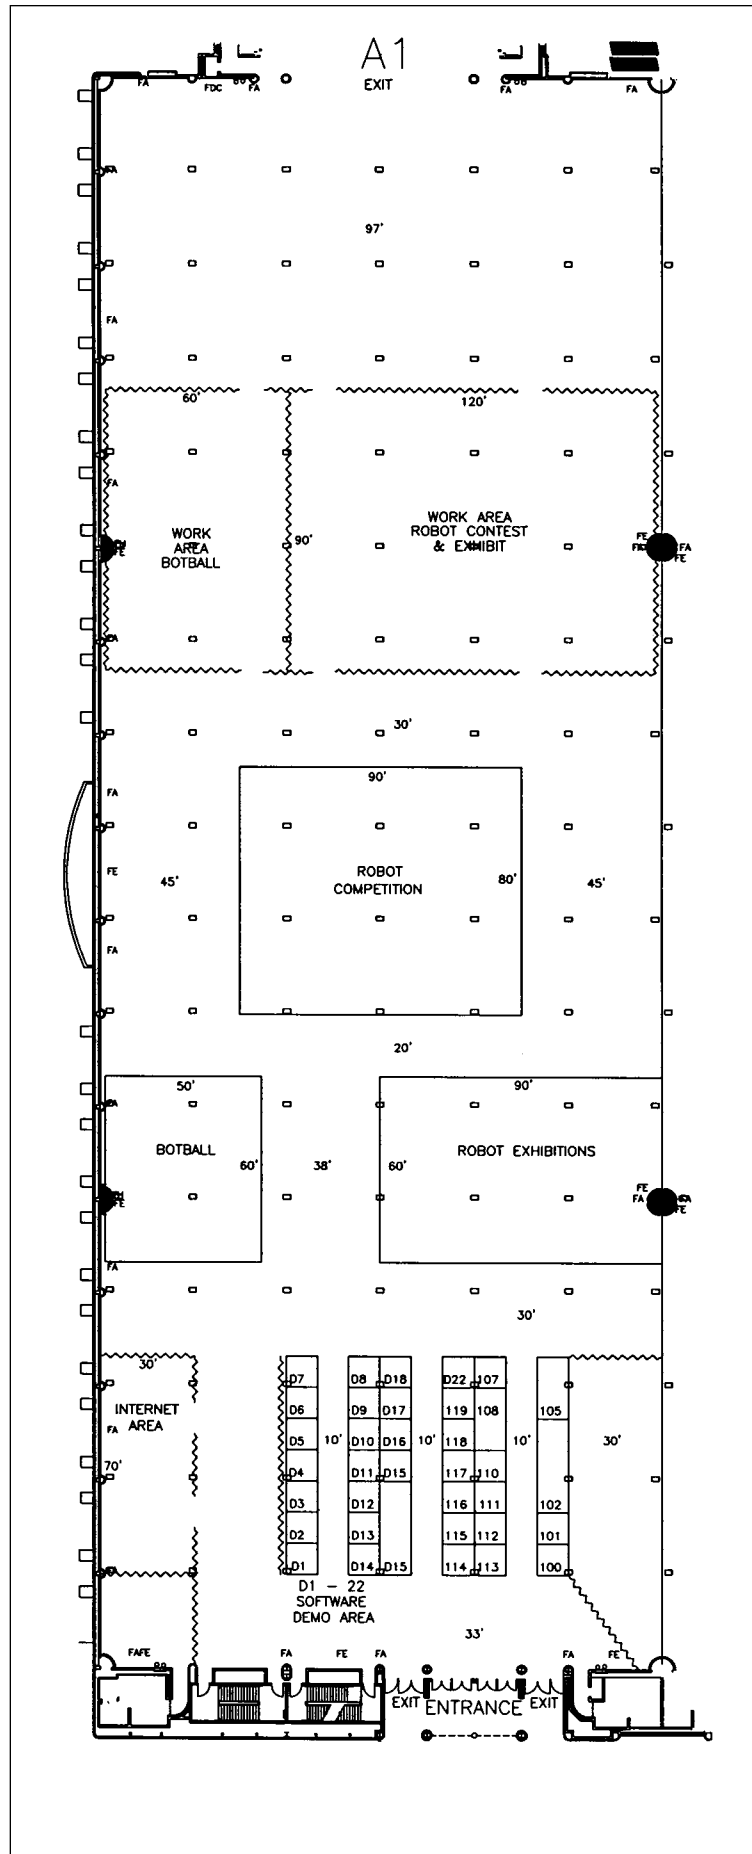 A1
EXIT
FA
FDC
FA
FA
FA
FA
97'
FA
60'
120'
FA
WORK
AREA
BOTBALL
90'
WORK AREA
ROBOT CONTEST
& EXHIBIT
FE
FE
FA
FE
FA
30'
90'
FA
FE
45'
ROBOT
COMPETITION
80'
45'
FA
20'
50'
90'
FA
BOTBALL
60'
38'
60'
ROBOT EXHIBITIONS
FE
FE
FA
FE
FA
30'
30'
D7
D8
D18
D22
107
INTERNET
AREA
D6
D9
D17
119
108
105
FA
D5
10'
D10
D16
10'
118
10'
30'
70'
D4
D11
D15
117
110
D3
D12
116
111
102
D2
D13
115
112
101
D1
D14
D15
114
113
100
D1 – 22
SOFTWARE
DEMO AREA
33'
FAFE
FA
FE
FA
FA
FE
EXIT
ENTRANCE
EXIT